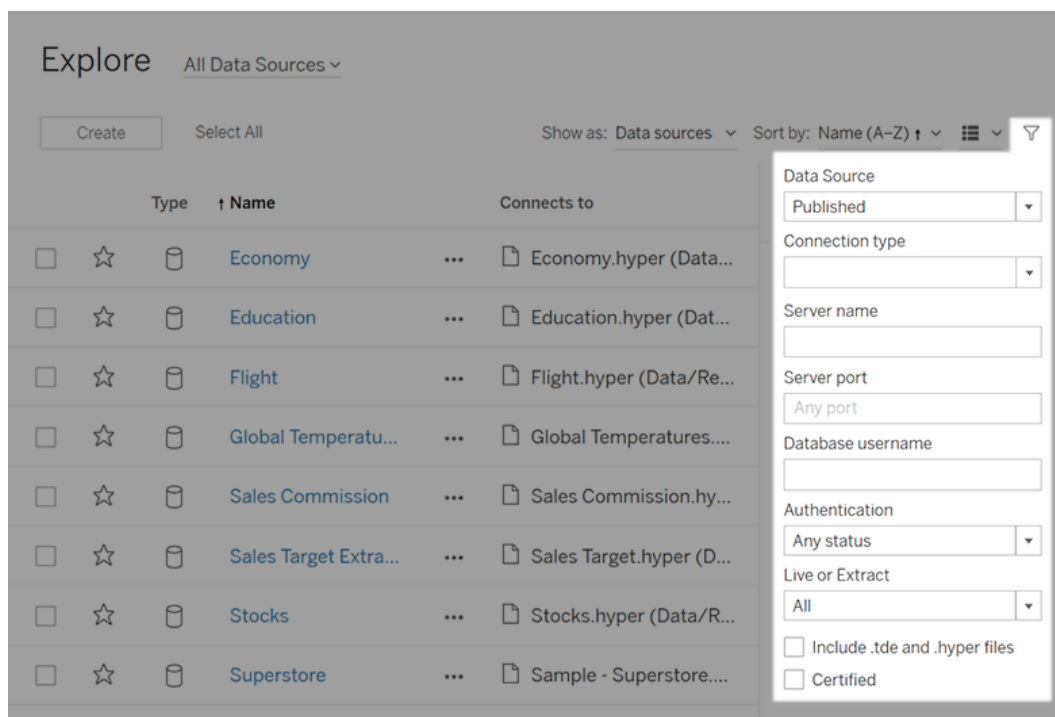 Explore All Data Sources
Create Select All Show as: Data sources Sort by: Name (A–Z) ↑
Type ↑ Name Connects to
Economy ••• Economy.hyper (Data...
Education ••• Education.hyper (Dat...
Flight ••• Flight.hyper (Data/Re...
Global Temperatu... ••• Global Temperatures....
Sales Commission ••• Sales Commission.hy...
Sales Target Extra... ••• Sales Target.hyper (D...
Stocks ••• Stocks.hyper (Data/R...
Superstore ••• Sample - Superstore....
Data Source
Published
Connection type
Server name
Server port
Any port
Database username
Authentication
Any status
Live or Extract
All
Include .tde and .hyper files
Certified